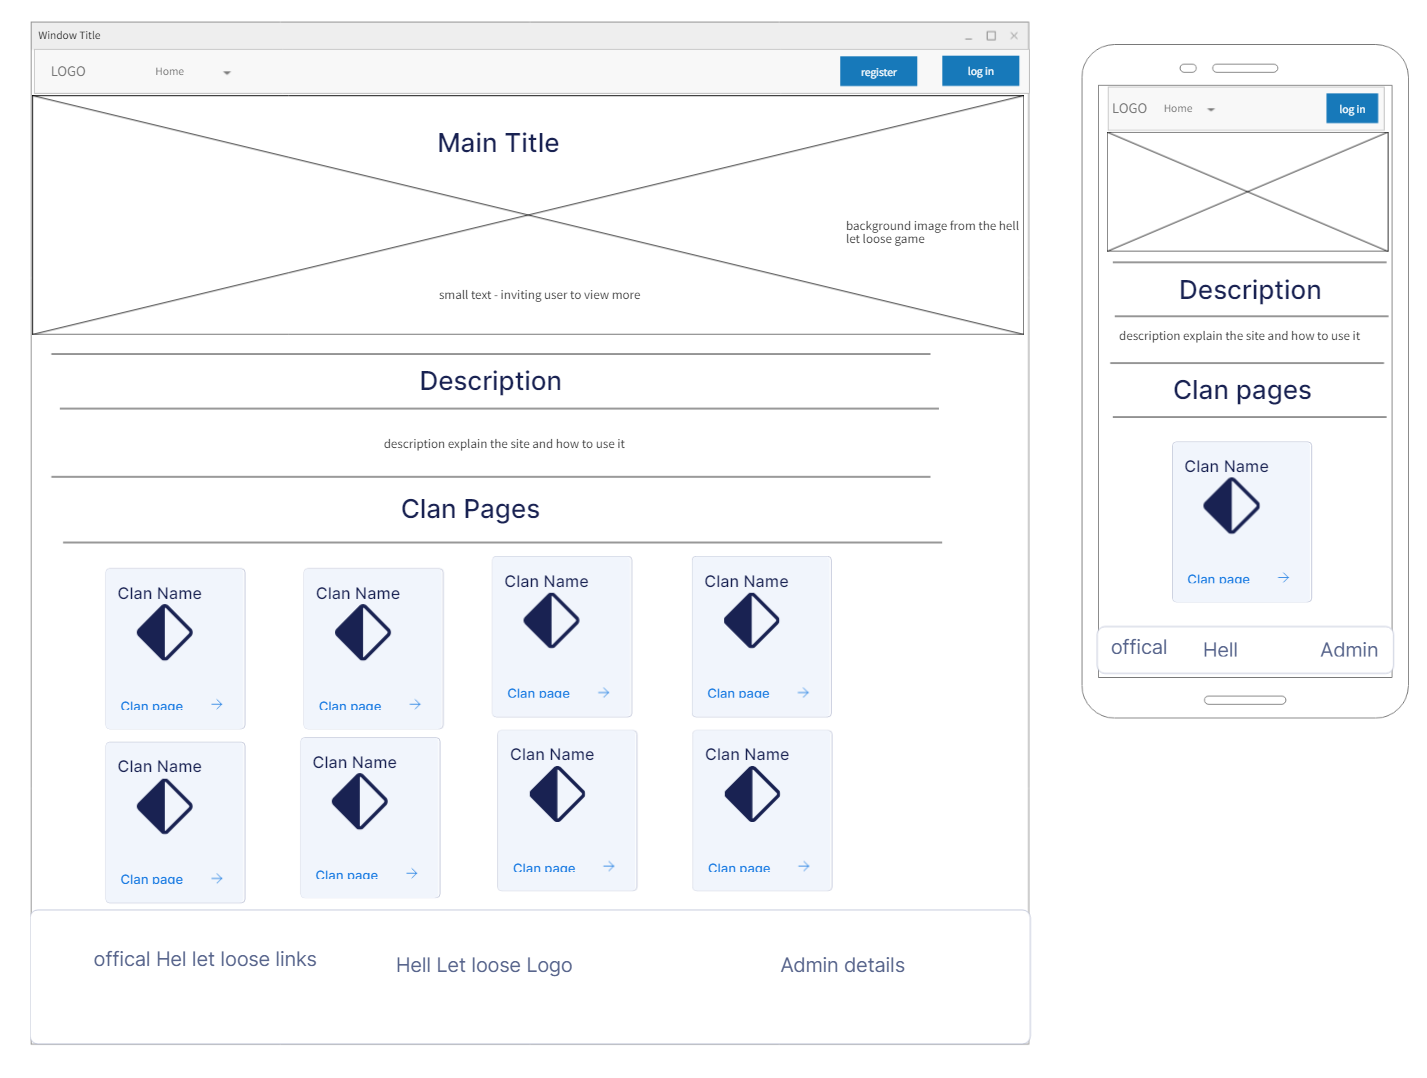 Window Title
LOGO Home register log in
Main Title
background image from the hell
let loose game
small text - inviting user to view more
Description
description explain the site and how to use it
Clan Pages
Clan Name Clan Name Clan Name Clan Name
Clan page Clan page Clan page Clan page
Clan Name Clan Name Clan Name Clan Name
Clan page Clan page Clan page Clan page
offical Hel let loose links Hell Let loose Logo Admin details
LOGO Home log in
Description
description explain the site and how to use it
Clan pages
Clan Name
Clan page
offical Hell Admin